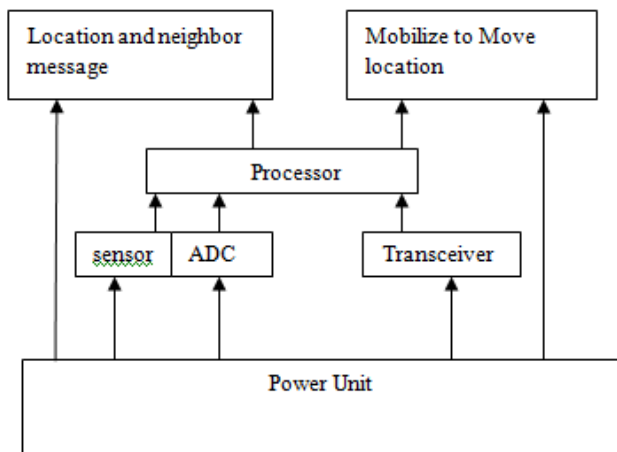 Location and neighbor
message
Mobilize to Move
location
Processor
sensor
ADC
Transceiver
Power Unit